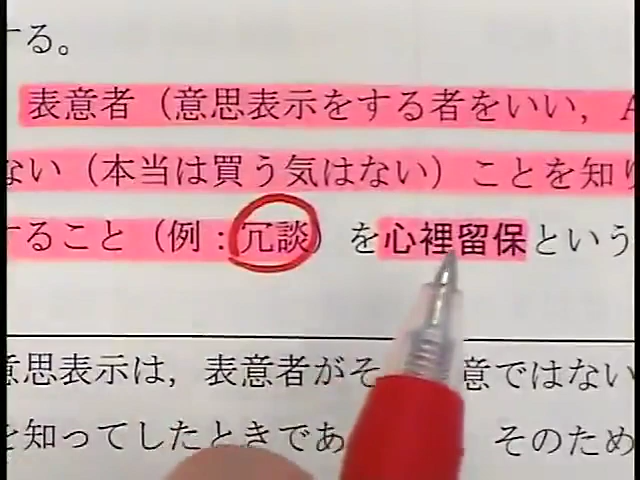 する。
表意者（意思表示をする者をいい，A
ない（本当は買う気はない）ことを知り
すること（例：冗談）を心裡留保という
意思表示は，表意者がそ 意ではない
を知ってしたときであ そのため